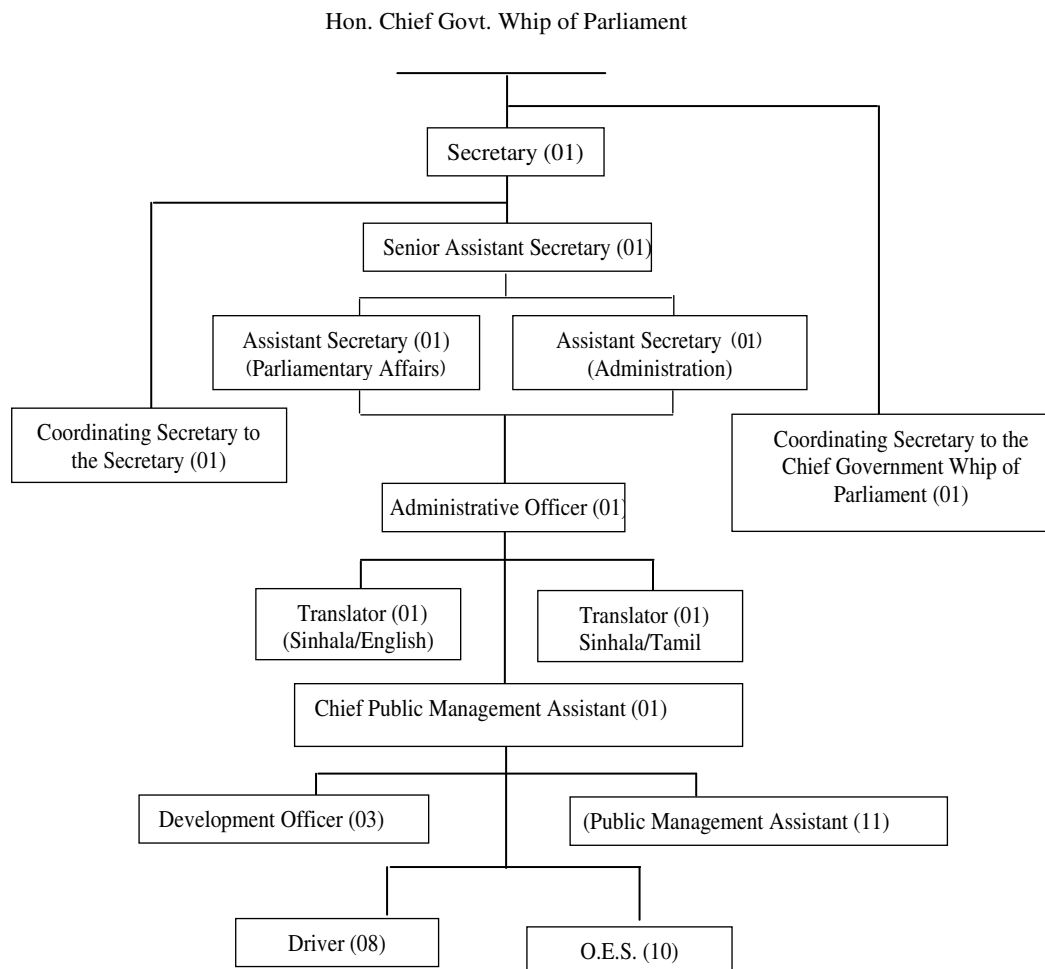 Hon. Chief Govt. Whip of Parliament
Secretary (01)
Senior Assistant Secretary (01)
Assistant Secretary (01)
(Parliamentary Affairs)
Assistant Secretary (01)
(Administration)
Coordinating Secretary to
the Secretary (01)
Coordinating Secretary to the
Chief Government Whip of
Parliament (01)
Administrative Officer (01)
Translator (01)
(Sinhala/English)
Translator (01)
Sinhala/Tamil
Chief Public Management Assistant (01)
Development Officer (03)
(Public Management Assistant (11)
Driver (08)
O.E.S. (10)